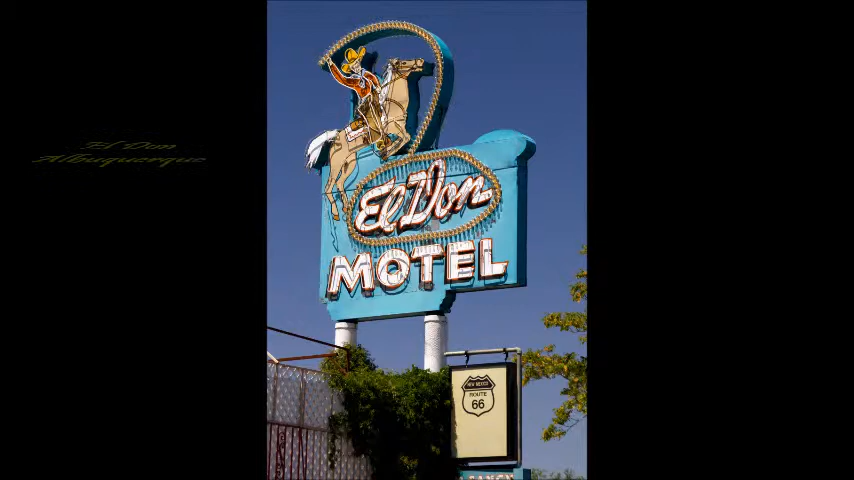 El Don
Albuquerque
El Don
MOTEL
NEW MEXICO
ROUTE
66